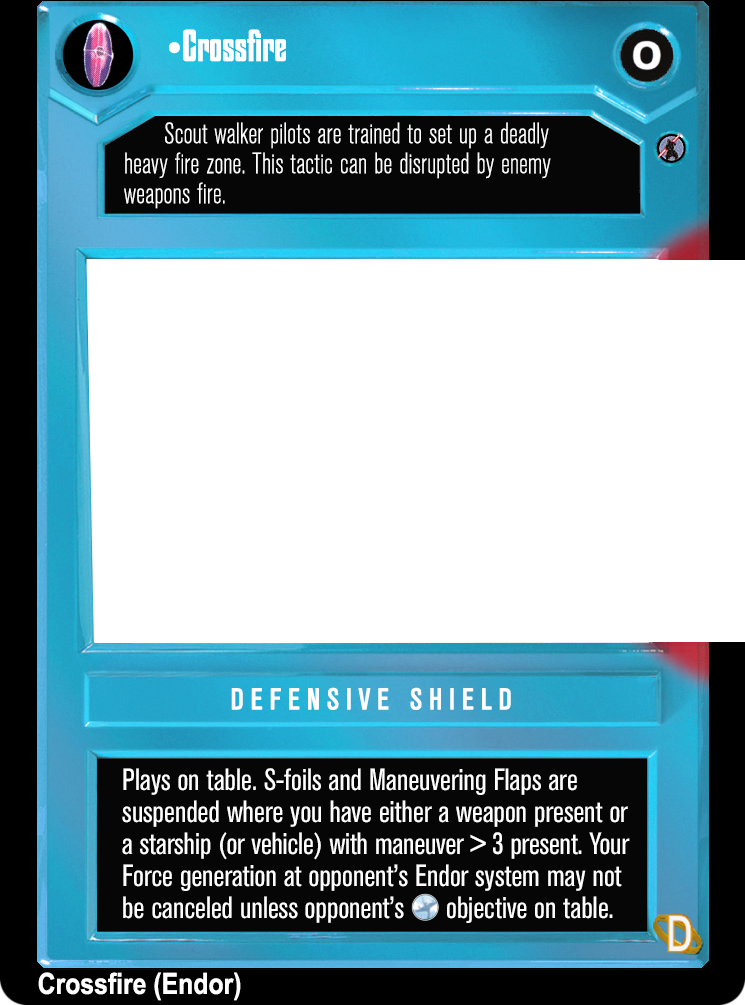 •Crossfire
O
Scout walker pilots are trained to set up a deadly
heavy fire zone. This tactic can be disrupted by enemy
weapons fire.
DEFENSIVE SHIELD
Plays on table. S-foils and Maneuvering Flaps are
suspended where you have either a weapon present or
a starship (or vehicle) with maneuver > 3 present. Your
Force generation at opponent’s Endor system may not
be canceled unless opponent’s objective on table.
D
Crossfire (Endor)